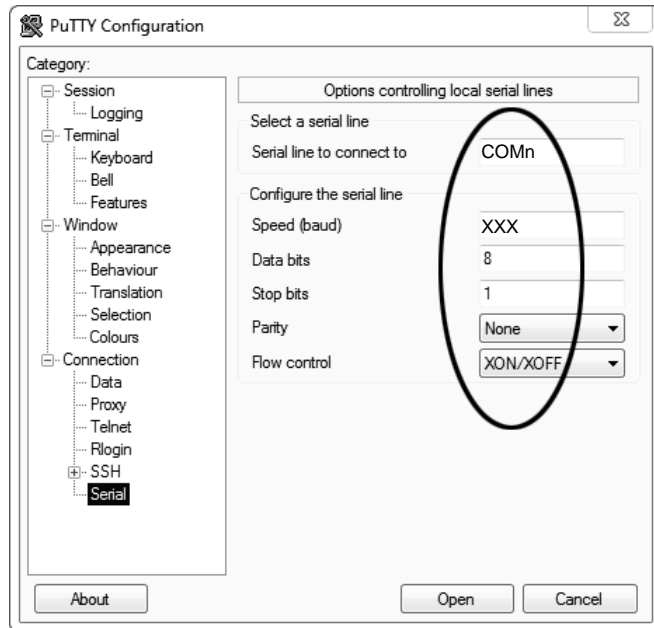 PuTTY Configuration
Category:
Session
Logging
Terminal
Keyboard
Bell
Features
Window
Appearance
Behaviour
Translation
Selection
Colours
Connection
Data
Proxy
Telnet
Rlogin
SSH
Serial
Options controlling local serial lines
Select a serial line
Serial line to connect to COMn
Configure the serial line
Speed (baud) XXX
Data bits 8
Stop bits 1
Parity None
Flow control XON/XOFF
About Open Cancel